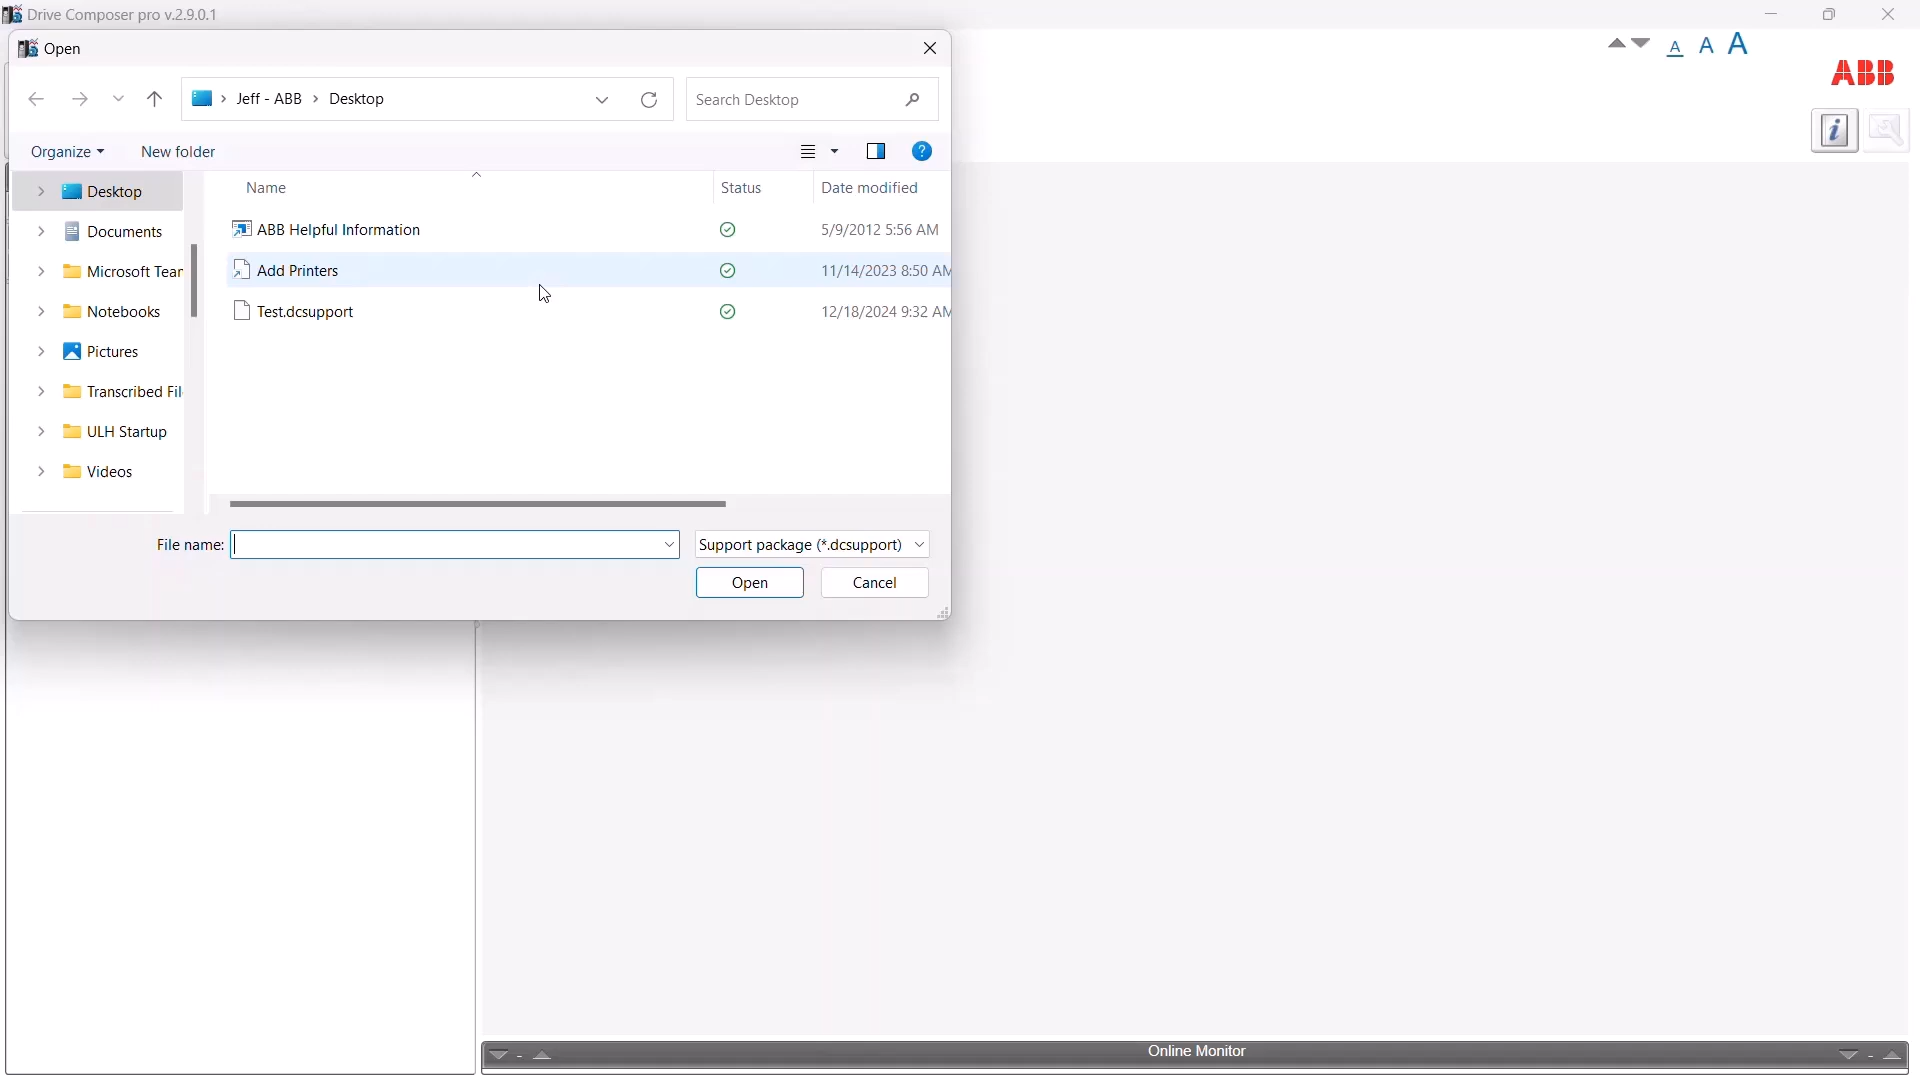 Drive Composer pro v.2.9.0.1
Open
A A A
ABB
Jeff - ABB > Desktop
Search Desktop
i
Organize
New folder
?
Desktop
Name
Status
Date modified
Documents
ABB Helpful Information
5/9/2012 5:56 AM
Microsoft Tear
Add Printers
11/14/2023 8:50 AM
Notebooks
Test.dcsupport
12/18/2024 9:32 AM
Pictures
Transcribed Fil
ULH Startup
Videos
File name:
Support package (*.dcsupport)
Open
Cancel
Online Monitor